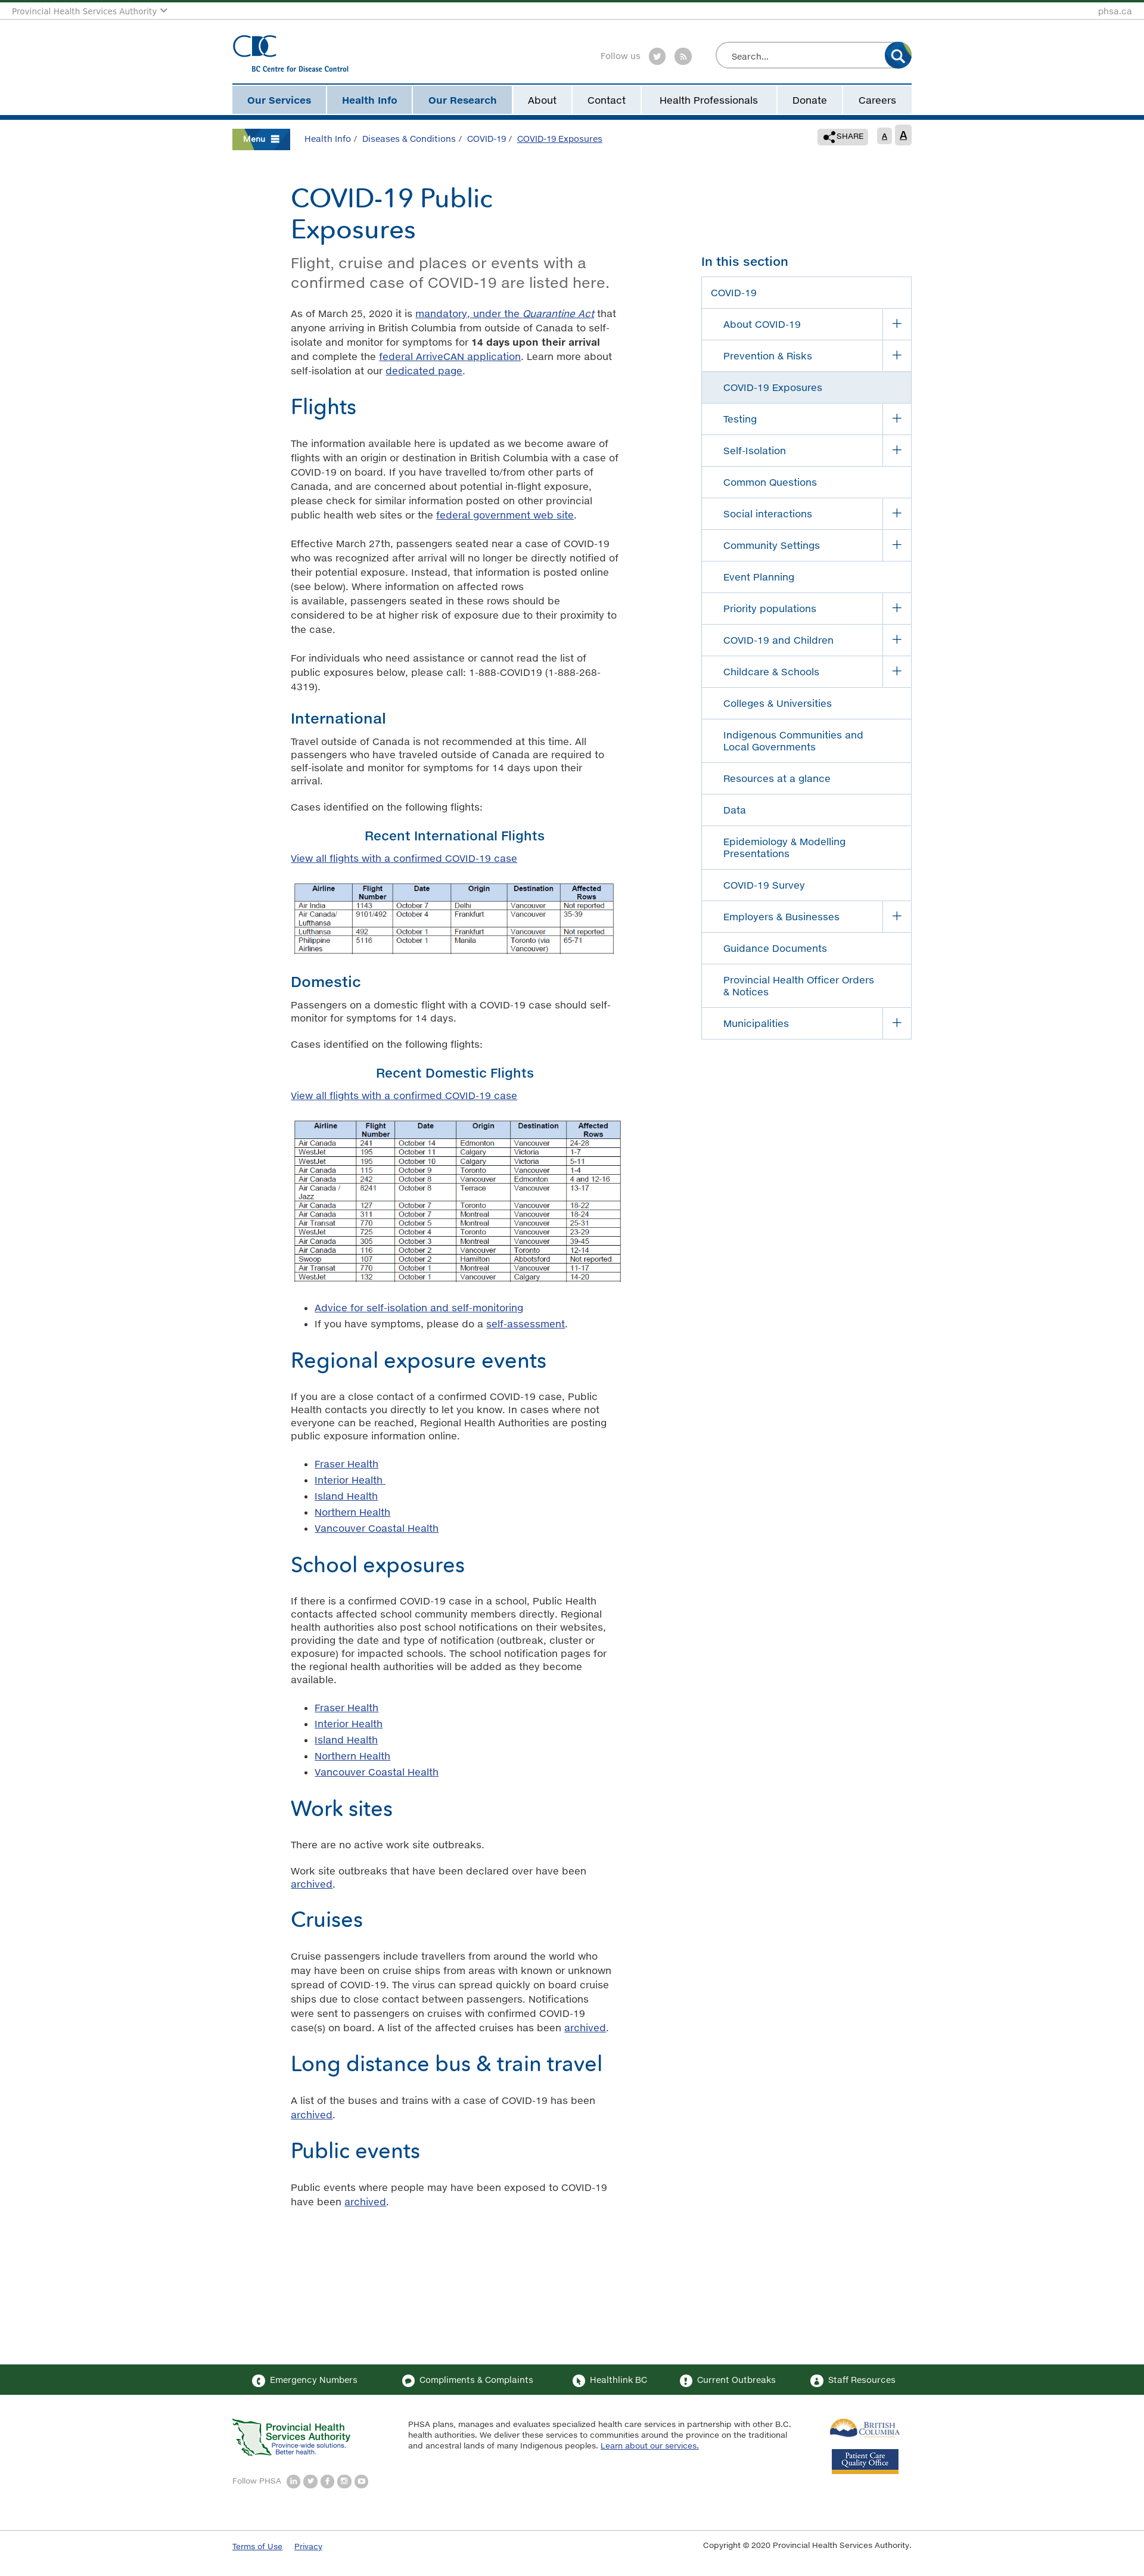 Provincial Health Services Authority
phsa.ca
BC Centre for Disease Control
Follow us
Search...
Our Services
Health Info
Our Research
About
Contact
Health Professionals
Donate
Careers
Menu
Health Info / Diseases & Conditions / COVID-19 / COVID-19 Exposures
SHARE
A
A
COVID-19 Public
Exposures
Flight, cruise and places or events with a
confirmed case of COVID-19 are listed here.
As of March 25, 2020 it is mandatory, under the Quarantine Act that
anyone arriving in British Columbia from outside of Canada to self-
isolate and monitor for symptoms for 14 days upon their arrival
and complete the federal ArriveCAN application. Learn more about
self-isolation at our dedicated page.
Flights
The information available here is updated as we become aware of
flights with an origin or destination in British Columbia with a case of
COVID-19 on board. If you have travelled to/from other parts of
Canada, and are concerned about potential in-flight exposure,
please check for similar information posted on other provincial
public health web sites or the federal government web site.
Effective March 27th, passengers seated near a case of COVID-19
who was recognized after arrival will no longer be directly notified of
their potential exposure. Instead, that information is posted online
(see below). Where information on affected rows
is available, passengers seated in these rows should be
considered to be at higher risk of exposure due to their proximity to
the case.
For individuals who need assistance or cannot read the list of
public exposures below, please call: 1-888-COVID19 (1-888-268-
4319).
International
Travel outside of Canada is not recommended at this time. All
passengers who have traveled outside of Canada are required to
self-isolate and monitor for symptoms for 14 days upon their
arrival.
Cases identified on the following flights:
Recent International Flights
View all flights with a confirmed COVID-19 case
Airline Flight Number Date Origin Destination Affected Rows
Air India 1143 October 7 Delhi Vancouver Not reported
Air Canada/ Lufthansa 9101/492 October 4 Frankfurt Vancouver 35-39
Lufthansa 492 October 1 Frankfurt Vancouver Not reported
Philippine Airlines 5116 October 1 Manila Toronto (via Vancouver) 65-71
Domestic
Passengers on a domestic flight with a COVID-19 case should self-
monitor for symptoms for 14 days.
Cases identified on the following flights:
Recent Domestic Flights
View all flights with a confirmed COVID-19 case
Airline Flight Number Date Origin Destination Affected Rows
Air Canada 241 October 14 Edmonton Vancouver 24-28
WestJet 195 October 11 Calgary Victoria 1-7
WestJet 195 October 10 Calgary Victoria 5-11
Air Canada 115 October 9 Toronto Vancouver 1-4
Air Canada 242 October 8 Vancouver Edmonton 4 and 12-16
Air Canada / Jazz 8241 October 8 Terrace Vancouver 13-17
Air Canada 127 October 7 Toronto Vancouver 18-22
Air Canada 311 October 7 Montreal Vancouver 18-24
Air Transat 770 October 5 Montreal Vancouver 25-31
WestJet 725 October 4 Toronto Vancouver 23-29
Air Canada 305 October 3 Montreal Vancouver 39-45
Air Canada 116 October 2 Vancouver Toronto 12-14
Swoop 107 October 2 Hamilton Abbotsford Not reported
Air Transat 770 October 1 Montreal Vancouver 11-17
WestJet 132 October 1 Vancouver Calgary 14-20
Advice for self-isolation and self-monitoring
If you have symptoms, please do a self-assessment.
Regional exposure events
If you are a close contact of a confirmed COVID-19 case, Public
Health contacts you directly to let you know. In cases where not
everyone can be reached, Regional Health Authorities are posting
public exposure information online.
Fraser Health
Interior Health
Island Health
Northern Health
Vancouver Coastal Health
School exposures
If there is a confirmed COVID-19 case in a school, Public Health
contacts affected school community members directly. Regional
health authorities also post school notifications on their websites,
providing the date and type of notification (outbreak, cluster or
exposure) for impacted schools. The school notification pages for
the regional health authorities will be added as they become
available.
Fraser Health
Interior Health
Island Health
Northern Health
Vancouver Coastal Health
Work sites
There are no active work site outbreaks.
Work site outbreaks that have been declared over have been
archived.
Cruises
Cruise passengers include travellers from around the world who
may have been on cruise ships from areas with known or unknown
spread of COVID-19. The virus can spread quickly on board cruise
ships due to close contact between passengers. Notifications
were sent to passengers on cruises with confirmed COVID-19
case(s) on board. A list of the affected cruises has been archived.
Long distance bus & train travel
A list of the buses and trains with a case of COVID-19 has been
archived.
Public events
Public events where people may have been exposed to COVID-19
have been archived.
In this section
COVID-19
About COVID-19
Prevention & Risks
COVID-19 Exposures
Testing
Self-Isolation
Common Questions
Social interactions
Community Settings
Event Planning
Priority populations
COVID-19 and Children
Childcare & Schools
Colleges & Universities
Indigenous Communities and
Local Governments
Resources at a glance
Data
Epidemiology & Modelling
Presentations
COVID-19 Survey
Employers & Businesses
Guidance Documents
Provincial Health Officer Orders
& Notices
Municipalities
Emergency Numbers
Compliments & Complaints
Healthlink BC
Current Outbreaks
Staff Resources
Provincial Health
Services Authority
Province-wide solutions.
Better health.
PHSA plans, manages and evaluates specialized health care services in partnership with other B.C.
health authorities. We deliver these services to communities around the province on the traditional
and ancestral lands of many Indigenous peoples. Learn about our services.
BRITISH
COLUMBIA
Patient Care
Quality Office
Follow PHSA
Terms of Use
Privacy
Copyright © 2020 Provincial Health Services Authority.